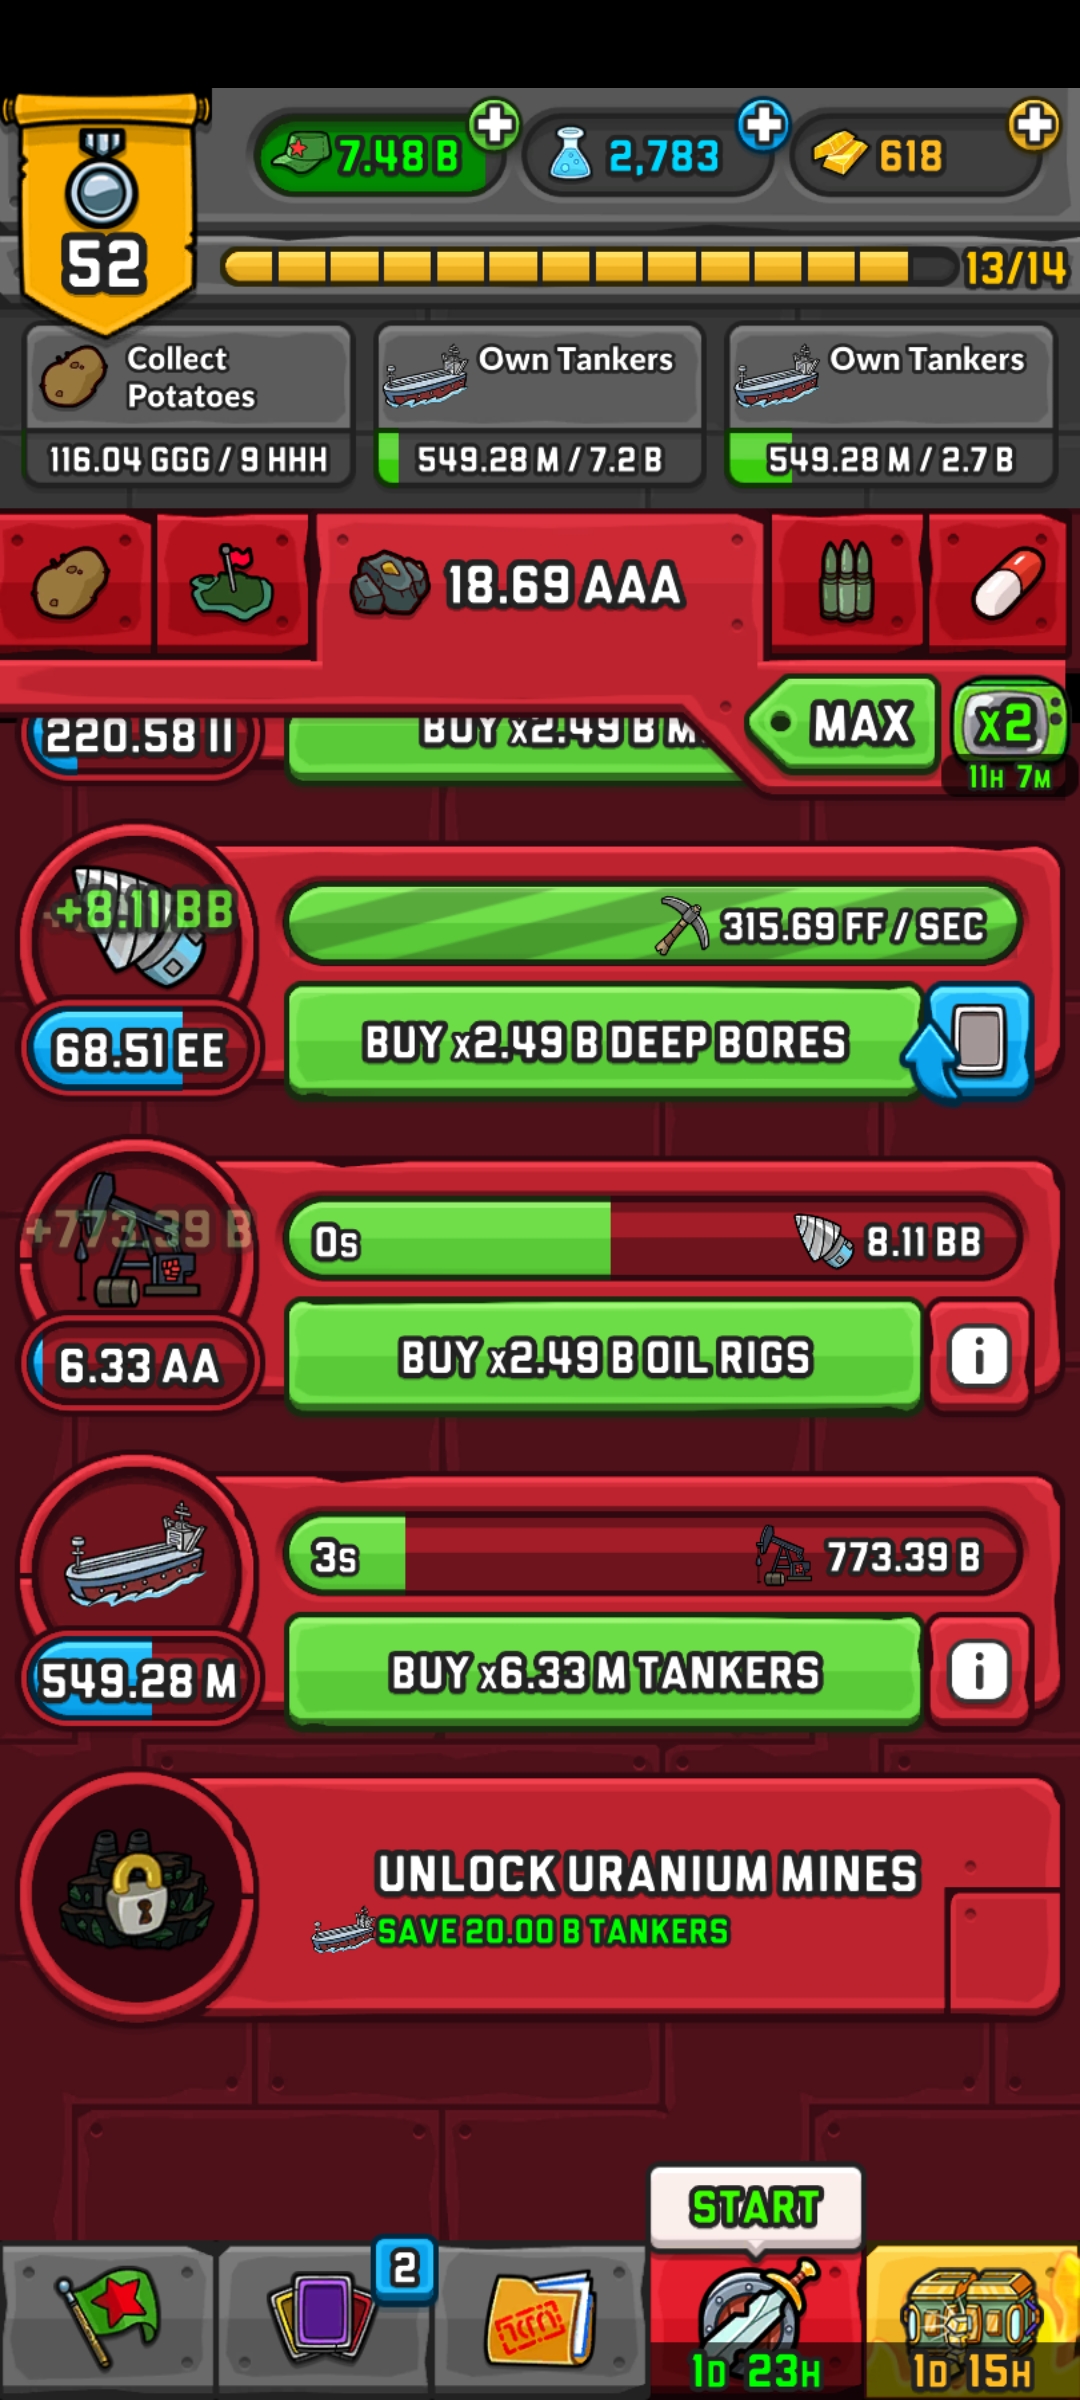 7.48 B
2,783
618
52
13/14
Collect
Potatoes
116.04 GGG / 9 HHH
Own Tankers
549.28 M / 7.2 B
Own Tankers
549.28 M / 2.7 B
18.69 AAA
MAX
x2
11H 7M
220.58 II
BUY x2.49 B M
+8.11 BB
315.69 FF / SEC
68.51 EE
BUY x2.49 B DEEP BORES
+773.39 B
0s
8.11 BB
6.33 AA
BUY x2.49 B OIL RIGS
i
3s
773.39 B
549.28 M
BUY x6.33 M TANKERS
i
UNLOCK URANIUM MINES
SAVE 20.00 B TANKERS
START
2
1D 23H
1D 15H